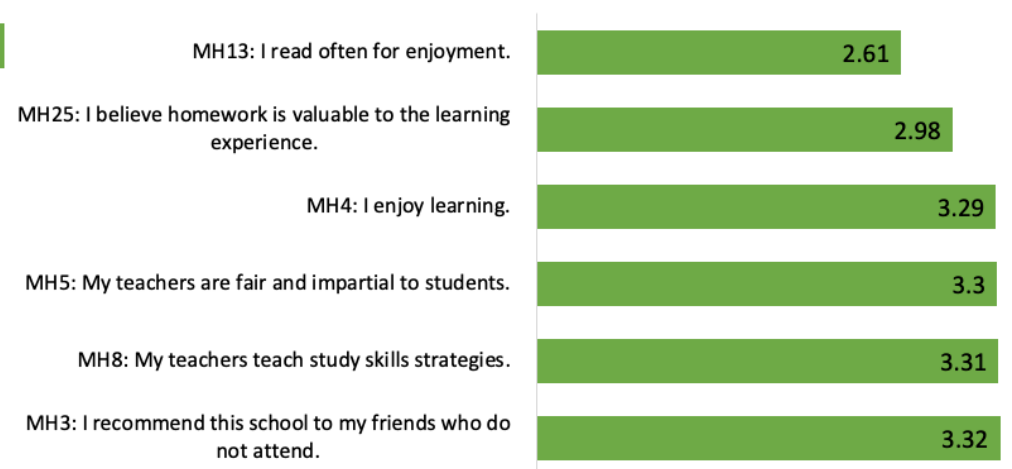 MH13: I read often for enjoyment.
2.61
MH25: I believe homework is valuable to the learning
experience.
2.98
MH4: I enjoy learning.
3.29
MH5: My teachers are fair and impartial to students.
3.3
MH8: My teachers teach study skills strategies.
3.31
MH3: I recommend this school to my friends who do
not attend.
3.32